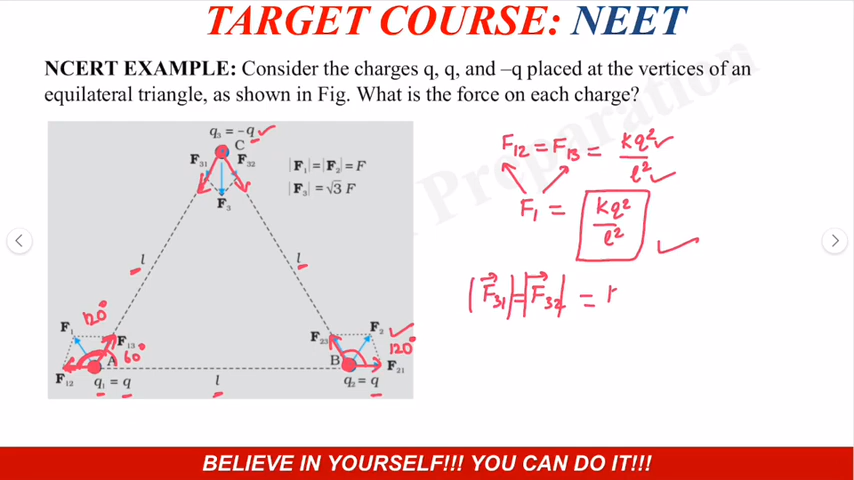 TARGET COURSE: NEET
NCERT EXAMPLE: Consider the charges q, q, and –q placed at the vertices of an
equilateral triangle, as shown in Fig. What is the force on each charge?
q₃ = -q
C
F₃₁ F₃₂
F₃
|F₁| = |F₂| = F
|F₃| = √3 F
l
l
120°
F₁
F₁₃
A 60°
F₁₂
q₁ = q
l
F₂₃
F₂
120°
B
F₂₁
q₂ = q
F₁₂ = F₁₃ = kq²/l²
F₁ = kq²/l²
|F⃗₃₁| = |F⃗₃₂| =
Preparation
BELIEVE IN YOURSELF!!! YOU CAN DO IT!!!